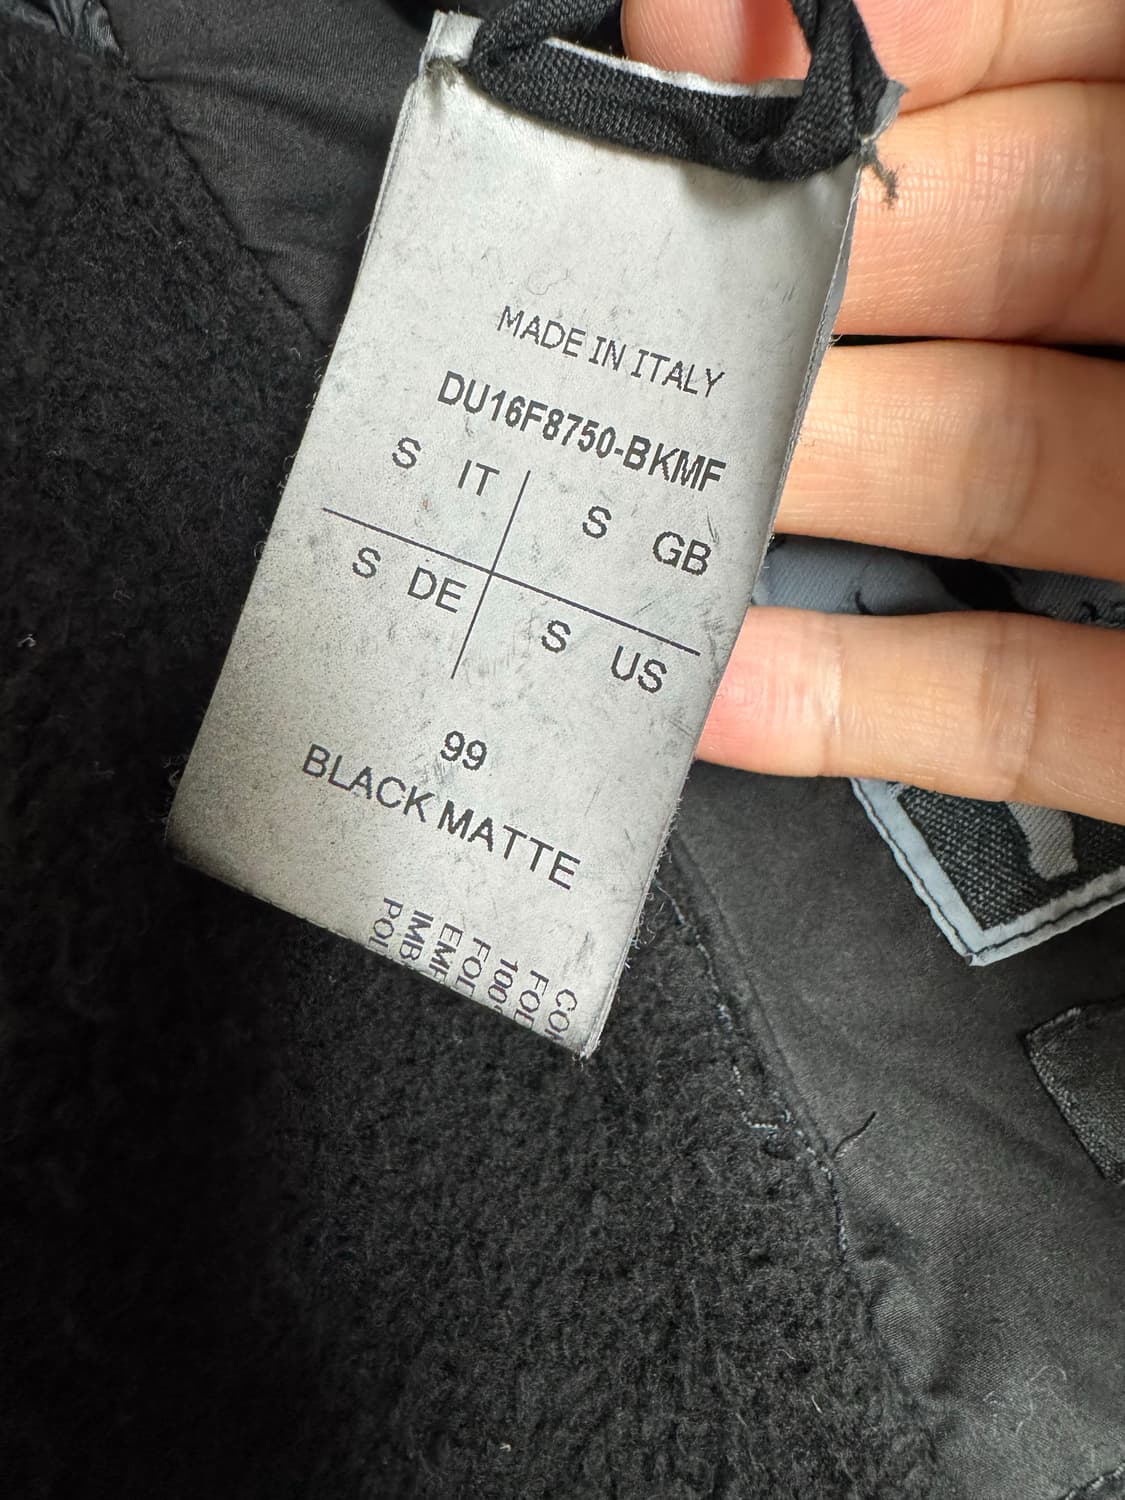 MADE IN ITALY
DU16F8750-BKMF
S IT S GB
S DE S US
99
BLACK MATTE